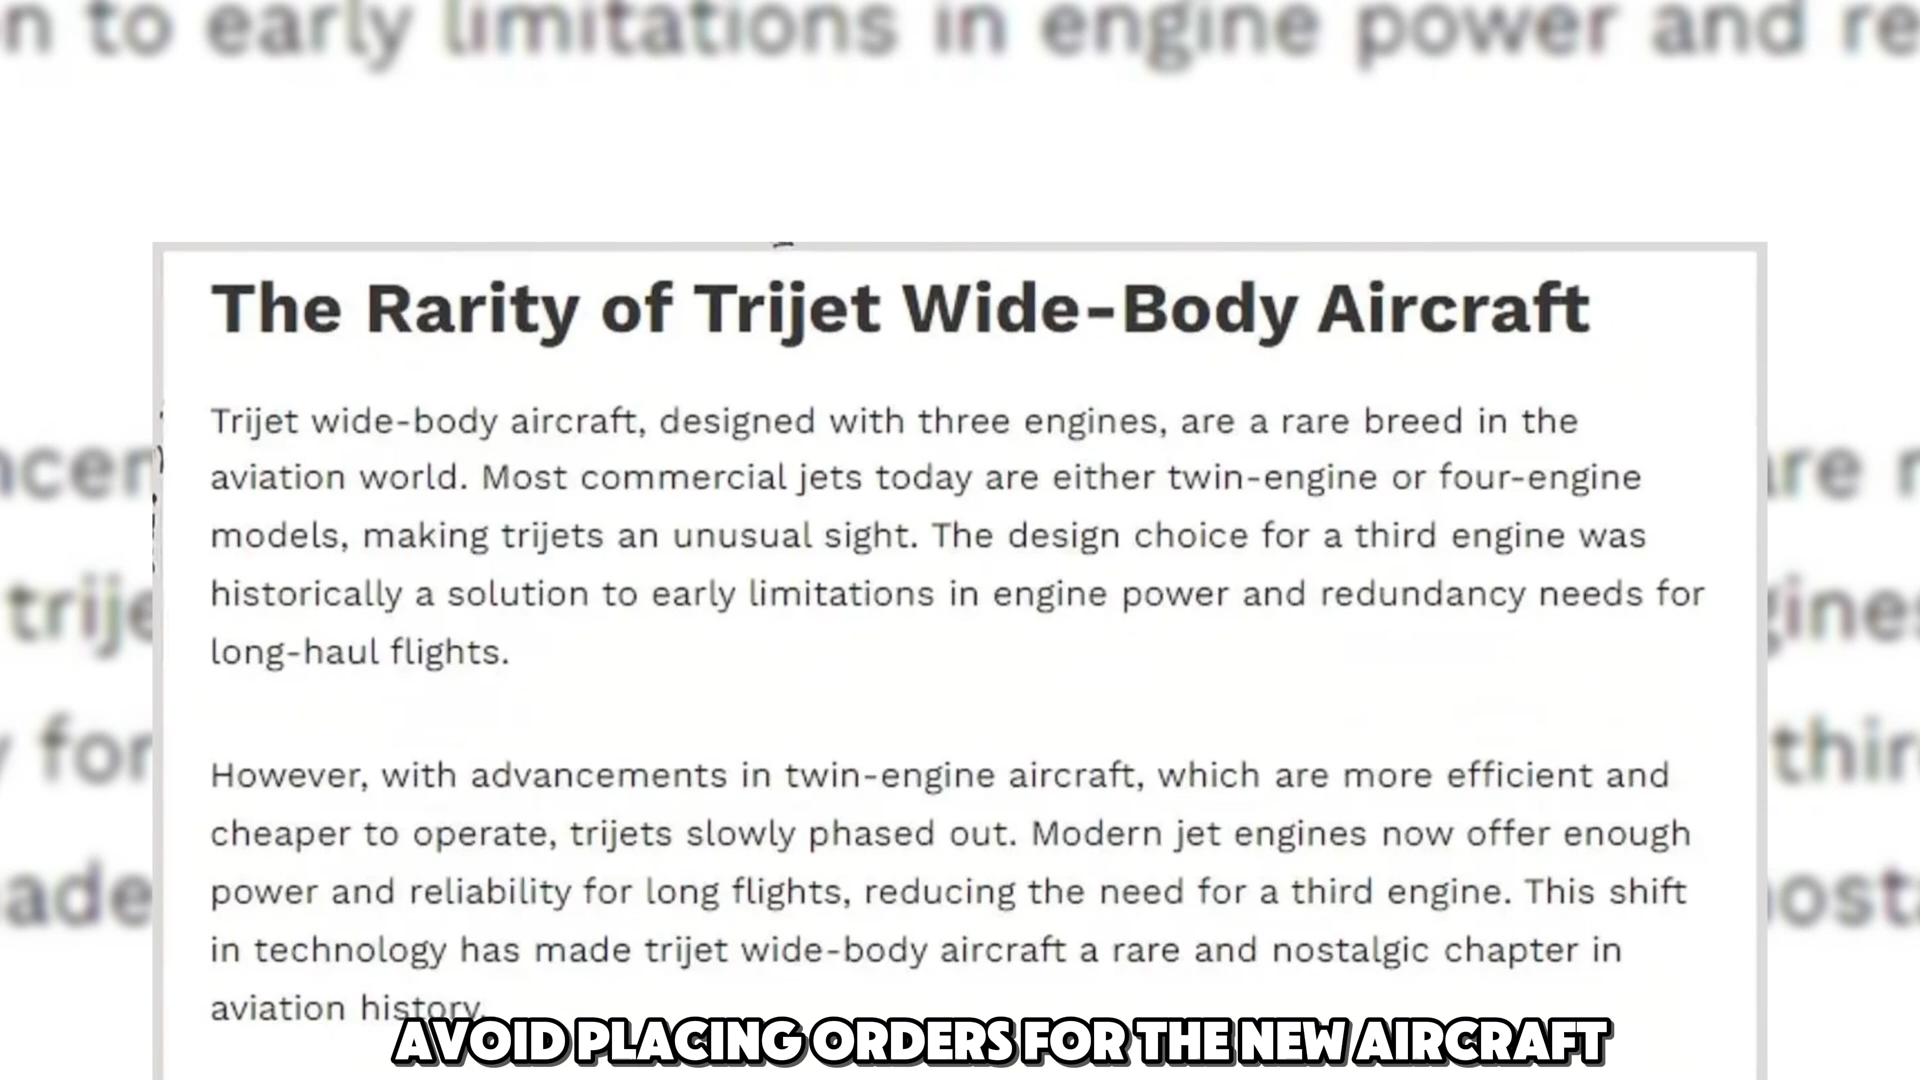 n to early limitations in engine power and re
The Rarity of Trijet Wide-Body Aircraft
Trijet wide-body aircraft, designed with three engines, are a rare breed in the
aviation world. Most commercial jets today are either twin-engine or four-engine
models, making trijets an unusual sight. The design choice for a third engine was
historically a solution to early limitations in engine power and redundancy needs for
long-haul flights.
However, with advancements in twin-engine aircraft, which are more efficient and
cheaper to operate, trijets slowly phased out. Modern jet engines now offer enough
power and reliability for long flights, reducing the need for a third engine. This shift
in technology has made trijet wide-body aircraft a rare and nostalgic chapter in
aviation history.
AVOID PLACING ORDERS FOR THE NEW AIRCRAFT